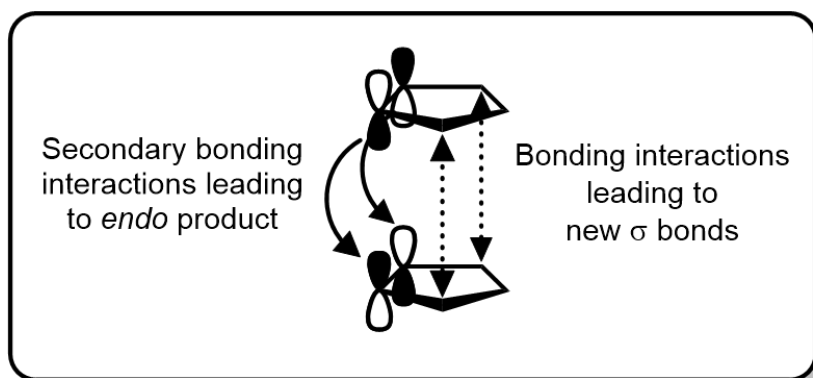 Secondary bonding
interactions leading
to endo product
Bonding interactions
leading to
new σ bonds